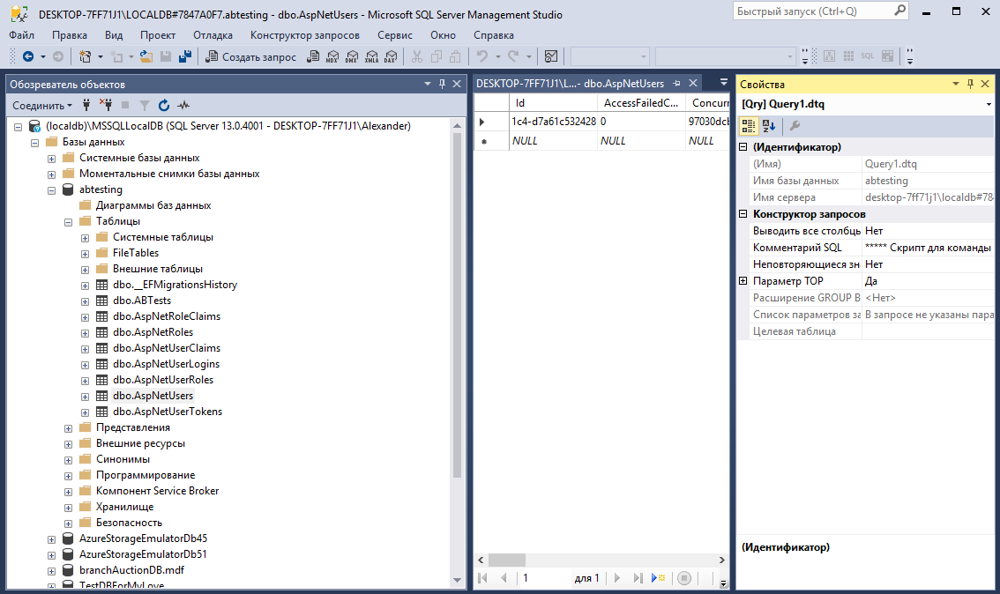 DESKTOP-7FF71J1\LOCALDB#7847A0F7.abtesting - dbo.AspNetUsers - Microsoft SQL Server Management Studio
Быстрый запуск (Ctrl+Q)
Файл Правка Вид Проект Отладка Конструктор запросов Сервис Окно Справка
Создать запрос MDX DMX XMLA DAX SQL
Обозреватель объектов
Соединить
(localdb)\MSSQLLocalDB (SQL Server 13.0.4001 - DESKTOP-7FF71J1\Alexander)
Базы данных
Системные базы данных
Моментальные снимки базы данных
abtesting
Диаграммы баз данных
Таблицы
Системные таблицы
FileTables
Внешние таблицы
dbo.__EFMigrationsHistory
dbo.ABTests
dbo.AspNetRoleClaims
dbo.AspNetRoles
dbo.AspNetUserClaims
dbo.AspNetUserLogins
dbo.AspNetUserRoles
dbo.AspNetUsers
dbo.AspNetUserTokens
Представления
Внешние ресурсы
Синонимы
Программирование
Компонент Service Broker
Хранилище
Безопасность
AzureStorageEmulatorDb45
AzureStorageEmulatorDb51
branchAuctionDB.mdf
TestDBForMyLove
DESKTOP-7FF71J1\L...- dbo.AspNetUsers
Id AccessFailedC... Concurr
1c4-d7a61c532428 0 97030dcb
NULL NULL NULL
1 для 1
Свойства
[Qry] Query1.dtq
(Идентификатор)
(Имя) Query1.dtq
Имя базы данных abtesting
Имя сервера desktop-7ff71j1\localdb#784
Конструктор запросов
Выводить все столбць Нет
Комментарий SQL ***** Скрипт для команды
Неповторяющиеся зн Нет
Параметр TOP Да
Расширение GROUP B <Нет>
Список параметров за В запросе не указаны пара
Целевая таблица
(Идентификатор)